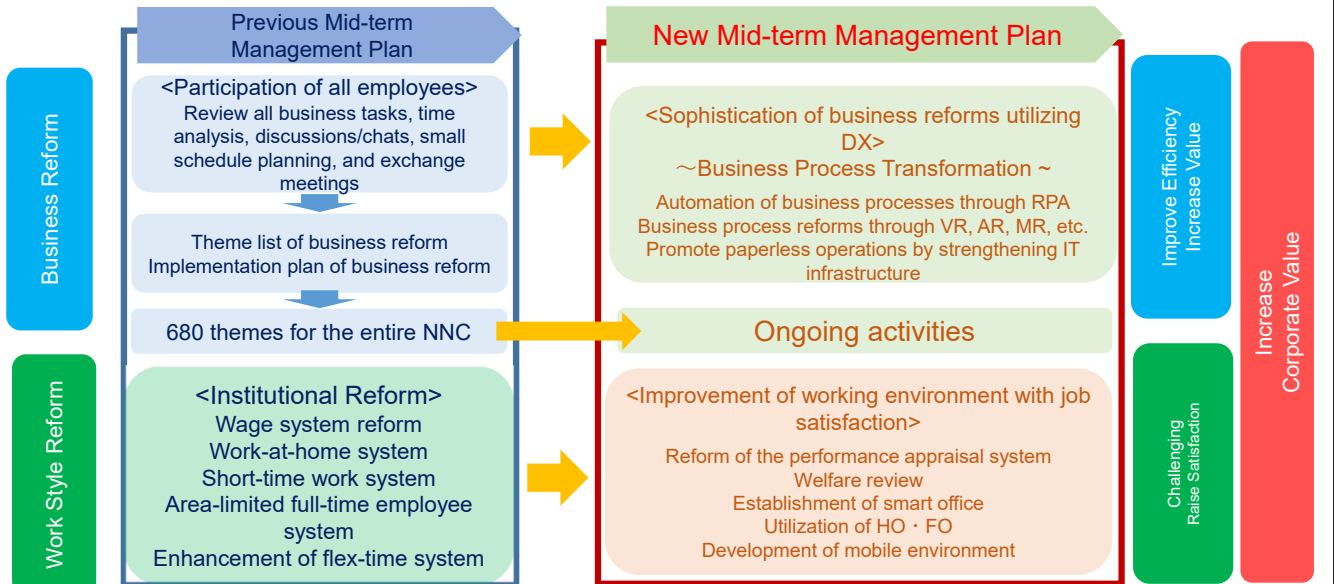 Previous Mid-term
Management Plan
New Mid-term Management Plan
Business Reform
<Participation of all employees>
Review all business tasks, time
analysis, discussions/chats, small
schedule planning, and exchange
meetings
Theme list of business reform
Implementation plan of business reform
680 themes for the entire NNC
<Sophistication of business reforms utilizing
DX>
～Business Process Transformation ~
Automation of business processes through RPA
Business process reforms through VR, AR, MR, etc.
Promote paperless operations by strengthening IT
infrastructure
Ongoing activities
Improve Efficiency
Increase Value
Work Style Reform
<Institutional Reform>
Wage system reform
Work-at-home system
Short-time work system
Area-limited full-time employee
system
Enhancement of flex-time system
<Improvement of working environment with job
satisfaction>
Reform of the performance appraisal system
Welfare review
Establishment of smart office
Utilization of HO・FO
Development of mobile environment
Challenging
Raise Satisfaction
Increase
Corporate Value